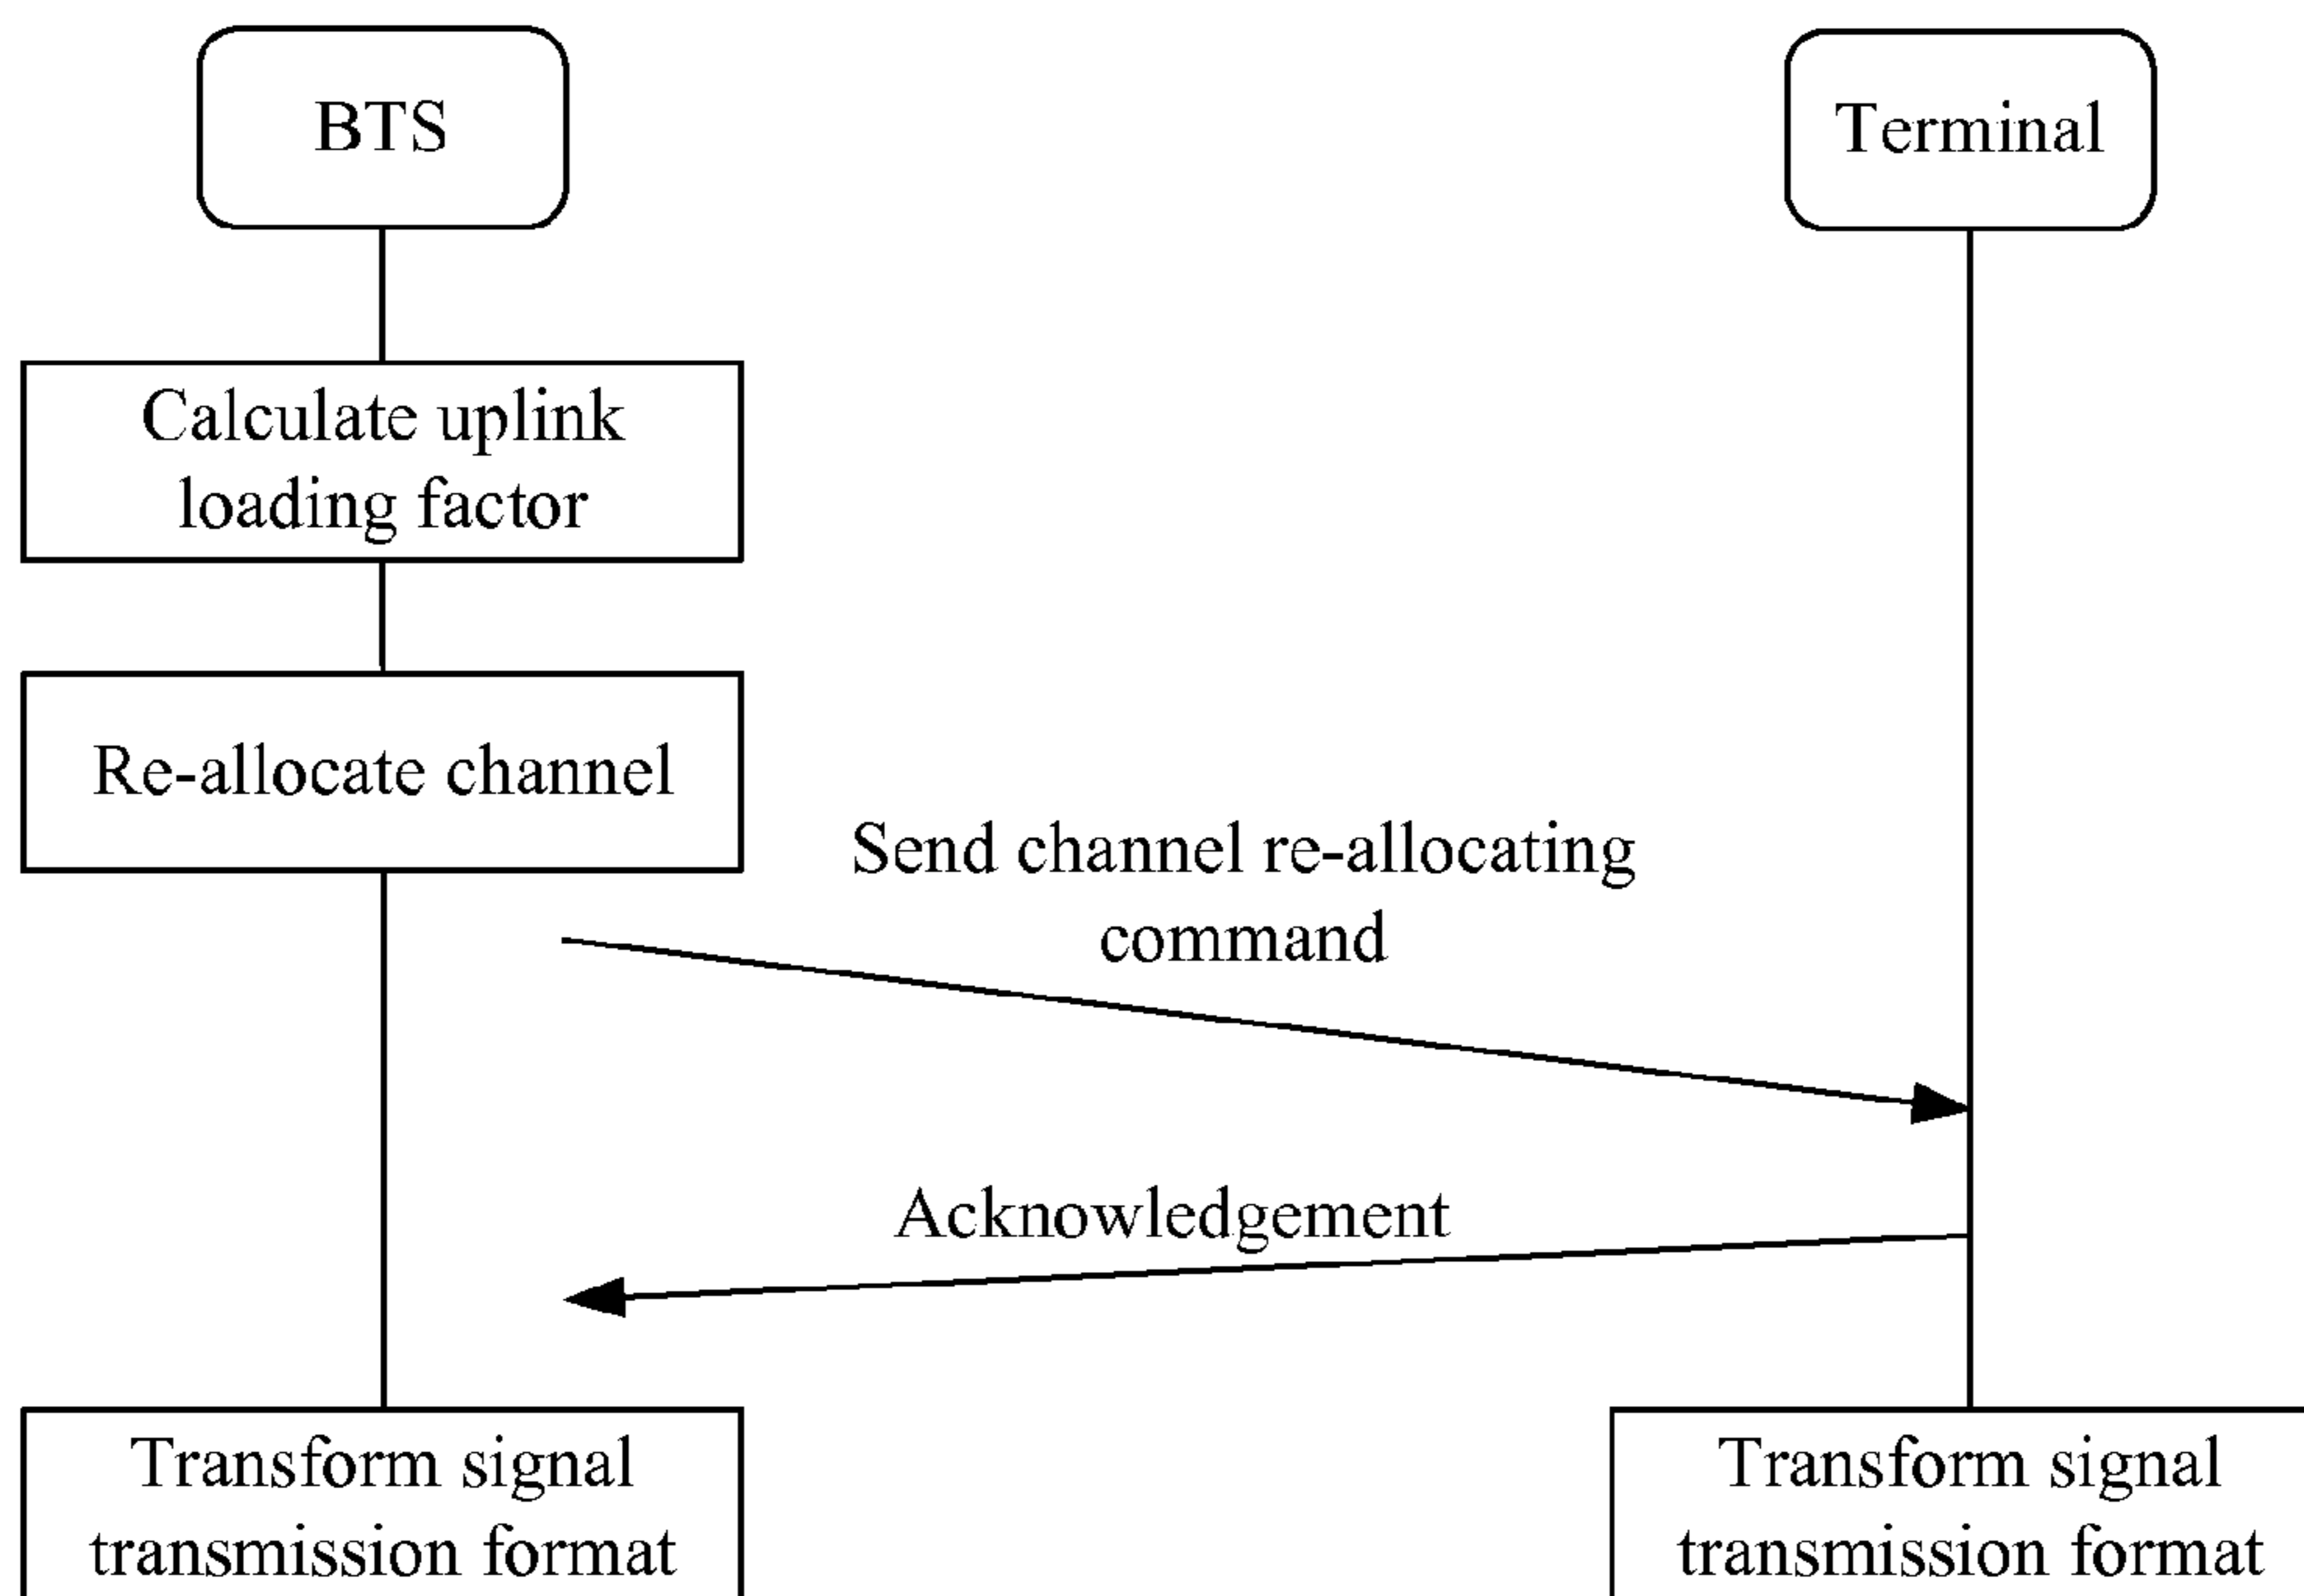 BTS
Terminal
Calculate uplink
loading factor
Re-allocate channel
Send channel re-allocating
command
Acknowledgement
Transform signal
transmission format
Transform signal
transmission format